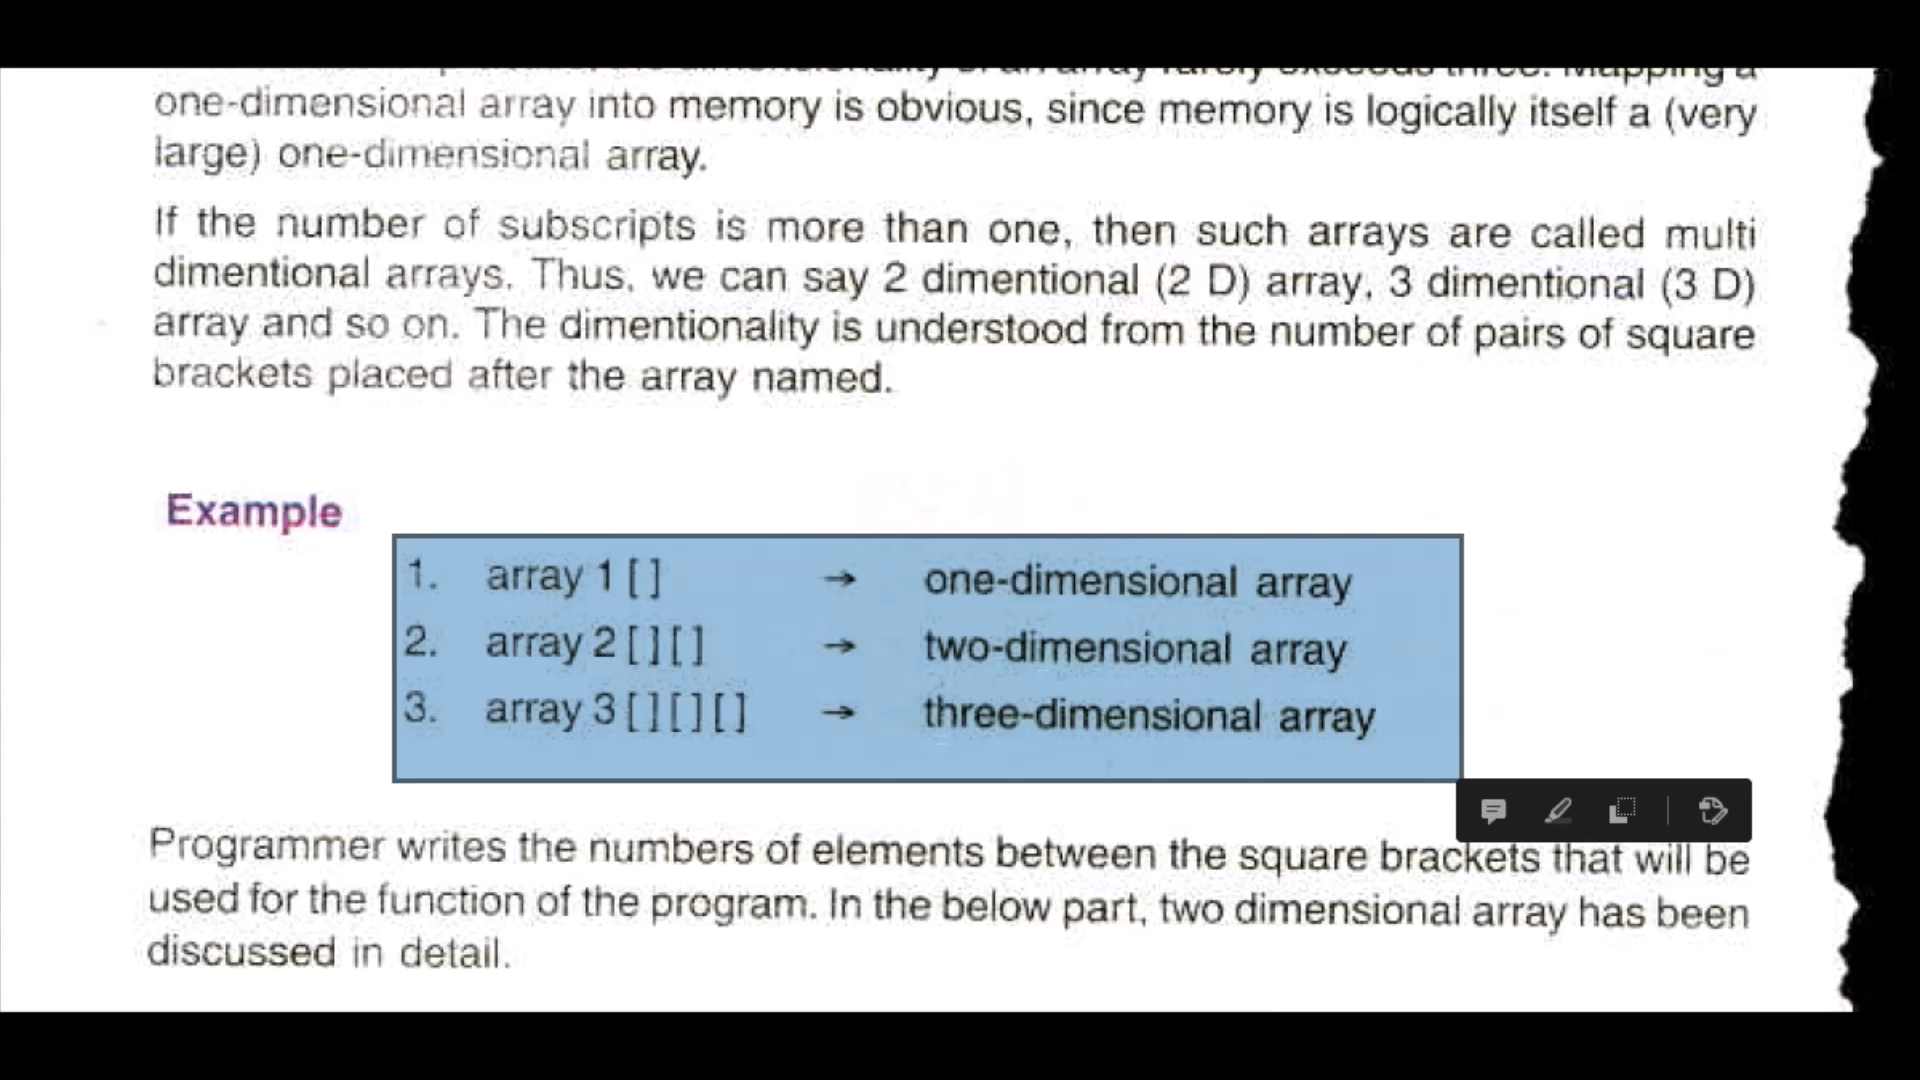 one-dimensional array into memory is obvious, since memory is logically itself a (very
large) one-dimensional array.
If the number of subscripts is more than one, then such arrays are called multi
dimentional arrays. Thus, we can say 2 dimentional (2 D) array, 3 dimentional (3 D)
array and so on. The dimentionality is understood from the number of pairs of square
brackets placed after the array named.
Example
1. array 1 [ ] → one-dimensional array
2. array 2 [ ] [ ] → two-dimensional array
3. array 3 [ ] [ ] [ ] → three-dimensional array
Programmer writes the numbers of elements between the square brackets that will be
used for the function of the program. In the below part, two dimensional array has been
discussed in detail.